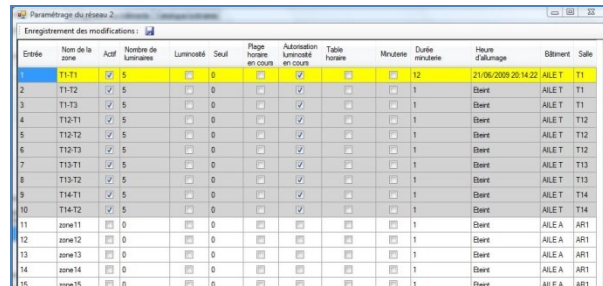 Paramétrage du réseau 2
Enregistrement des modifications :
Entrée Nom de la zone Actif Nombre de luminaires Luminosité Seuil Plage horaire en cours Autorisation luminosité en cours Table horaire Minuterie Durée minuterie Heure d'allumage Bâtiment Salle
1 T1-T1 5 0 12 21/06/2009 20:14:22 AILE T T1
2 T1-T2 5 0 1 Eteint AILE T T1
3 T1-T3 5 0 1 Eteint AILE T T1
4 T12-T1 5 0 1 Eteint AILE T T12
5 T12-T2 5 0 1 Eteint AILE T T12
6 T12-T3 5 0 1 Eteint AILE T T12
7 T13-T1 5 0 1 Eteint AILE T T13
8 T13-T2 5 0 1 Eteint AILE T T13
9 T14-T1 5 0 1 Eteint AILE T T14
10 T14-T2 5 0 1 Eteint AILE T T14
11 zone11 0 0 1 Eteint AILE A AR1
12 zone12 0 0 1 Eteint AILE A AR1
13 zone13 0 0 1 Eteint AILE A AR1
14 zone14 0 0 1 Eteint AILE A AR1
15 zone15 0 0 1 Eteint AILE A AR1